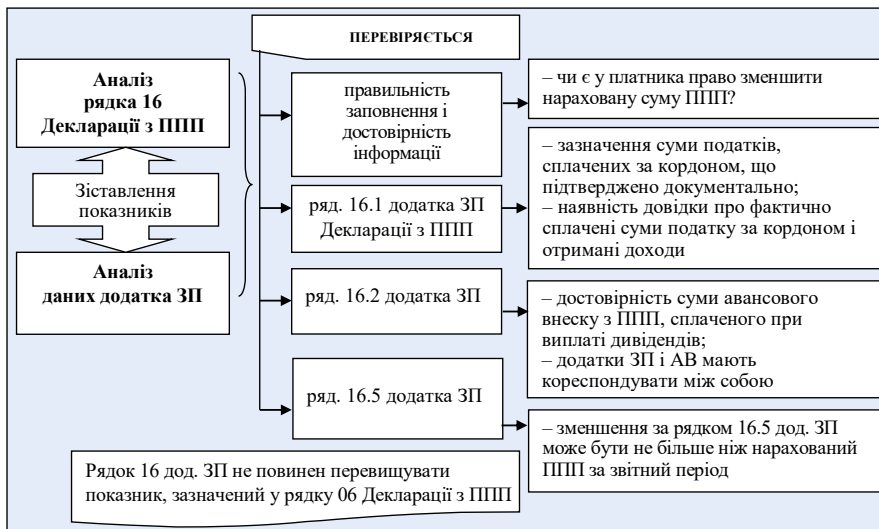 ПЕРЕВІРЯЄТЬСЯ
Аналіз
рядка 16
Декларації з ППП
Зіставлення
показників
Аналіз
даних додатка ЗП
правильність
заповнення і
достовірність
інформації
– чи є у платника право зменшити
нараховану суму ППП?
ряд. 16.1 додатка ЗП
Декларації з ППП
– зазначення суми податків,
сплачених за кордоном, що
підтверджено документально;
– наявність довідки про фактично
сплачені суми податку за кордоном і
отримані доходи
ряд. 16.2 додатка ЗП
– достовірність суми авансового
внеску з ППП, сплаченого при
виплаті дивідендів;
– додатки ЗП і АВ мають
кореспондувати між собою
ряд. 16.5 додатка ЗП
– зменшення за рядком 16.5 дод. ЗП
може бути не більше ніж нарахований
ППП за звітний період
Рядок 16 дод. ЗП не повинен перевищувати
показник, зазначений у рядку 06 Декларації з ППП